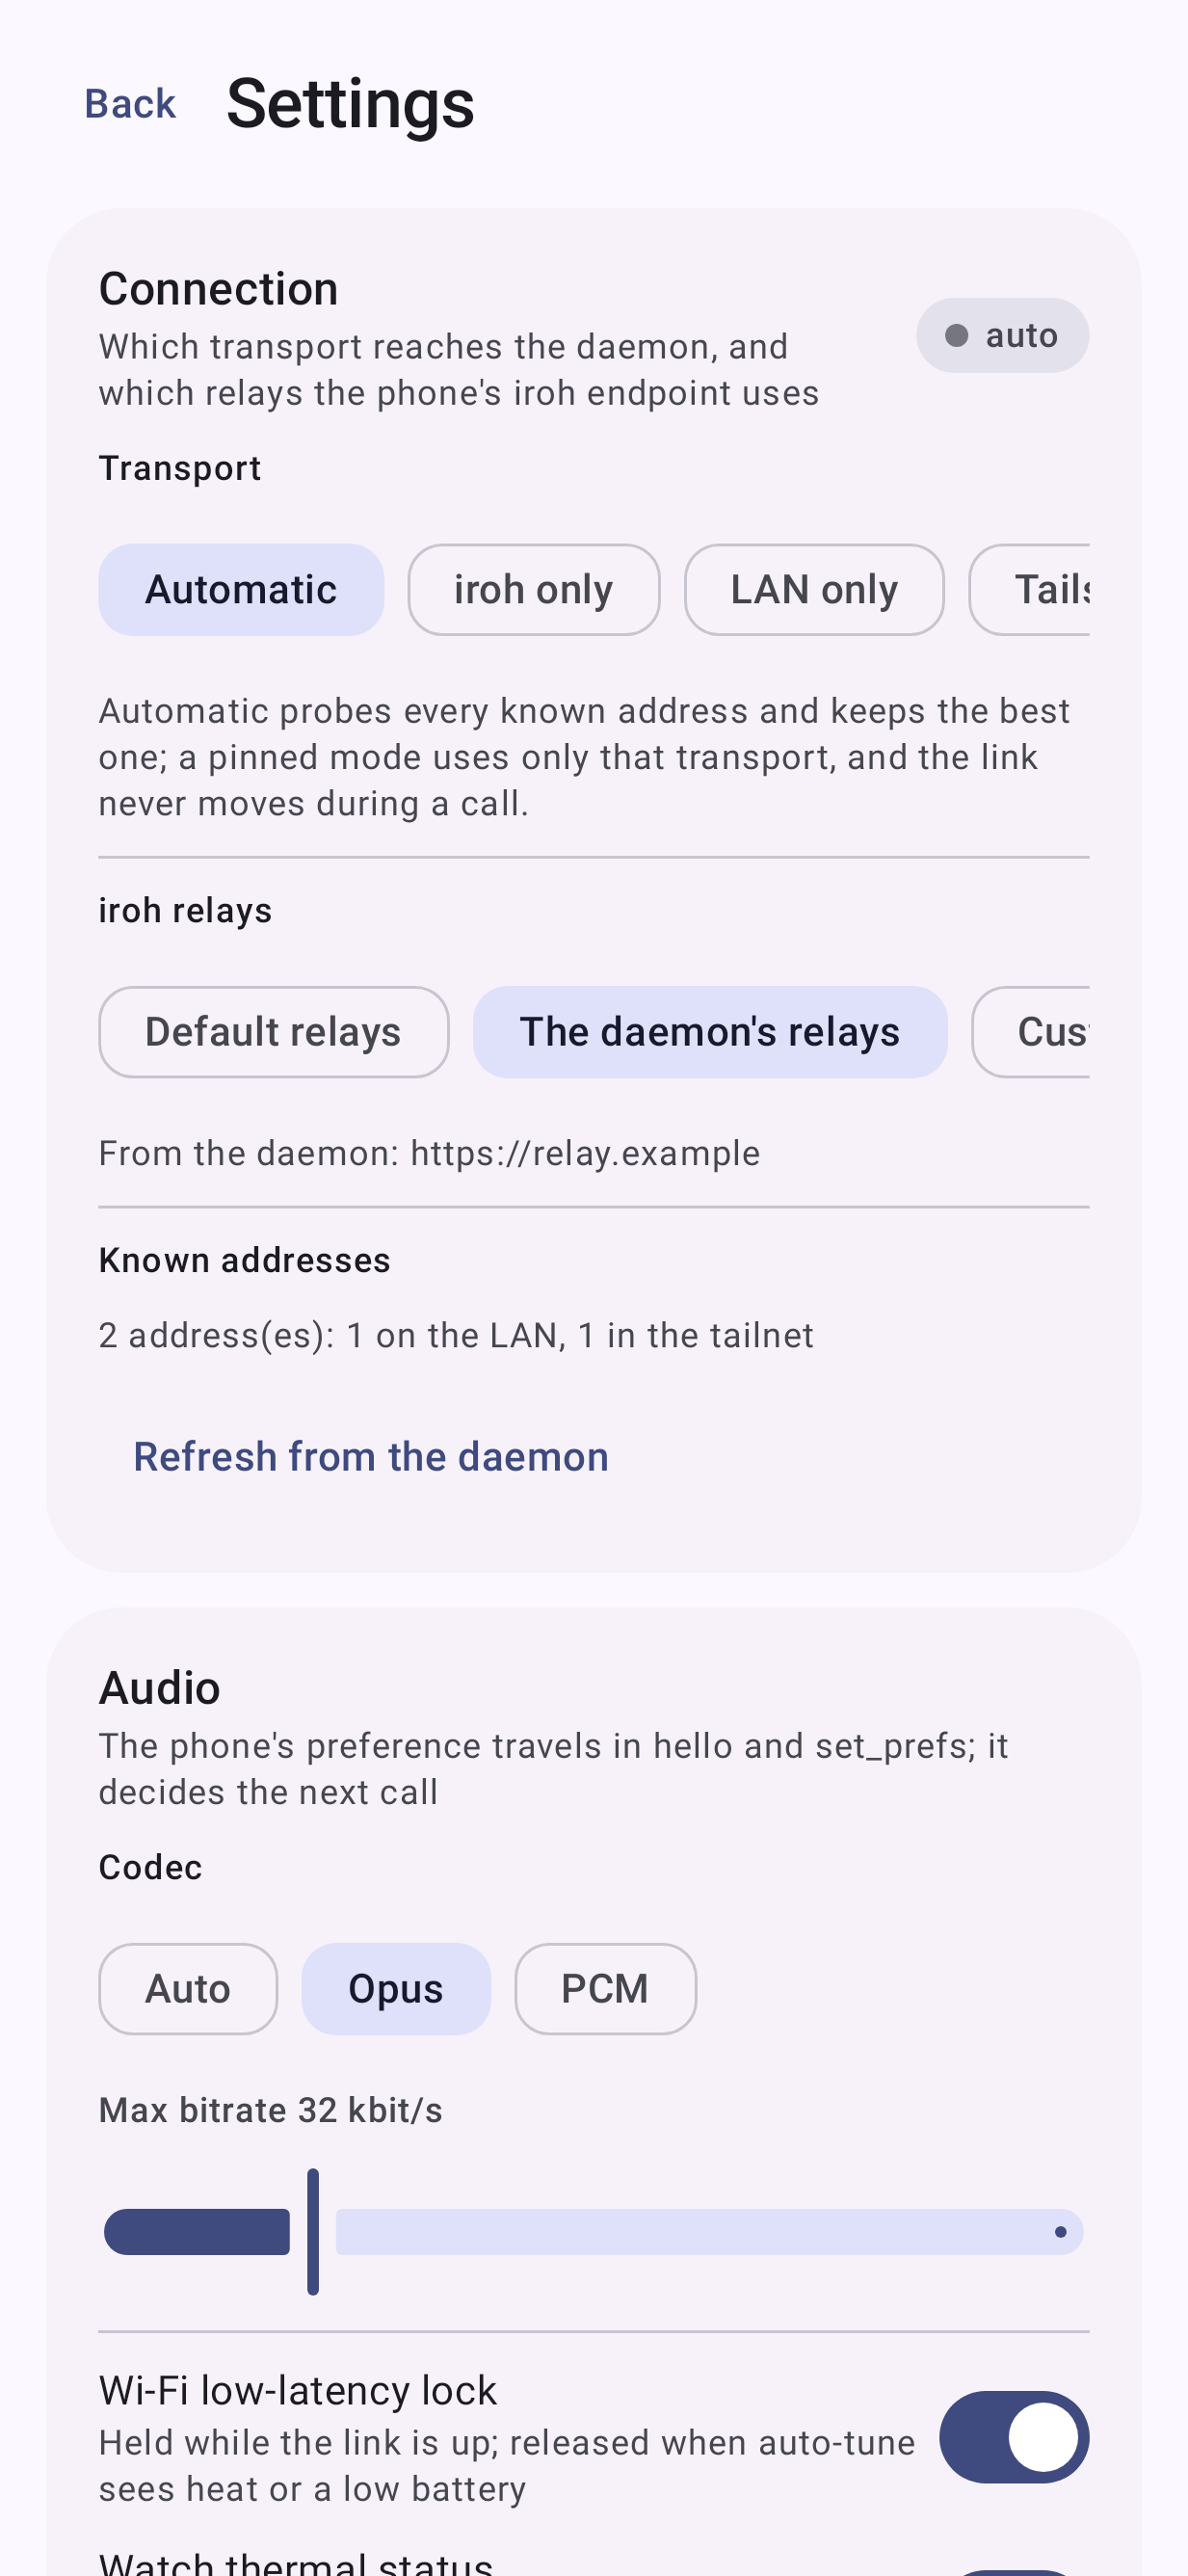 Back Settings
Connection
Which transport reaches the daemon, and
which relays the phone's iroh endpoint uses
auto
Transport
Automatic iroh only LAN only Tails
Automatic probes every known address and keeps the best
one; a pinned mode uses only that transport, and the link
never moves during a call.
iroh relays
Default relays The daemon's relays Cus
From the daemon: https://relay.example
Known addresses
2 address(es): 1 on the LAN, 1 in the tailnet
Refresh from the daemon
Audio
The phone's preference travels in hello and set_prefs; it
decides the next call
Codec
Auto Opus PCM
Max bitrate 32 kbit/s
Wi-Fi low-latency lock
Held while the link is up; released when auto-tune
sees heat or a low battery
Watch thermal status